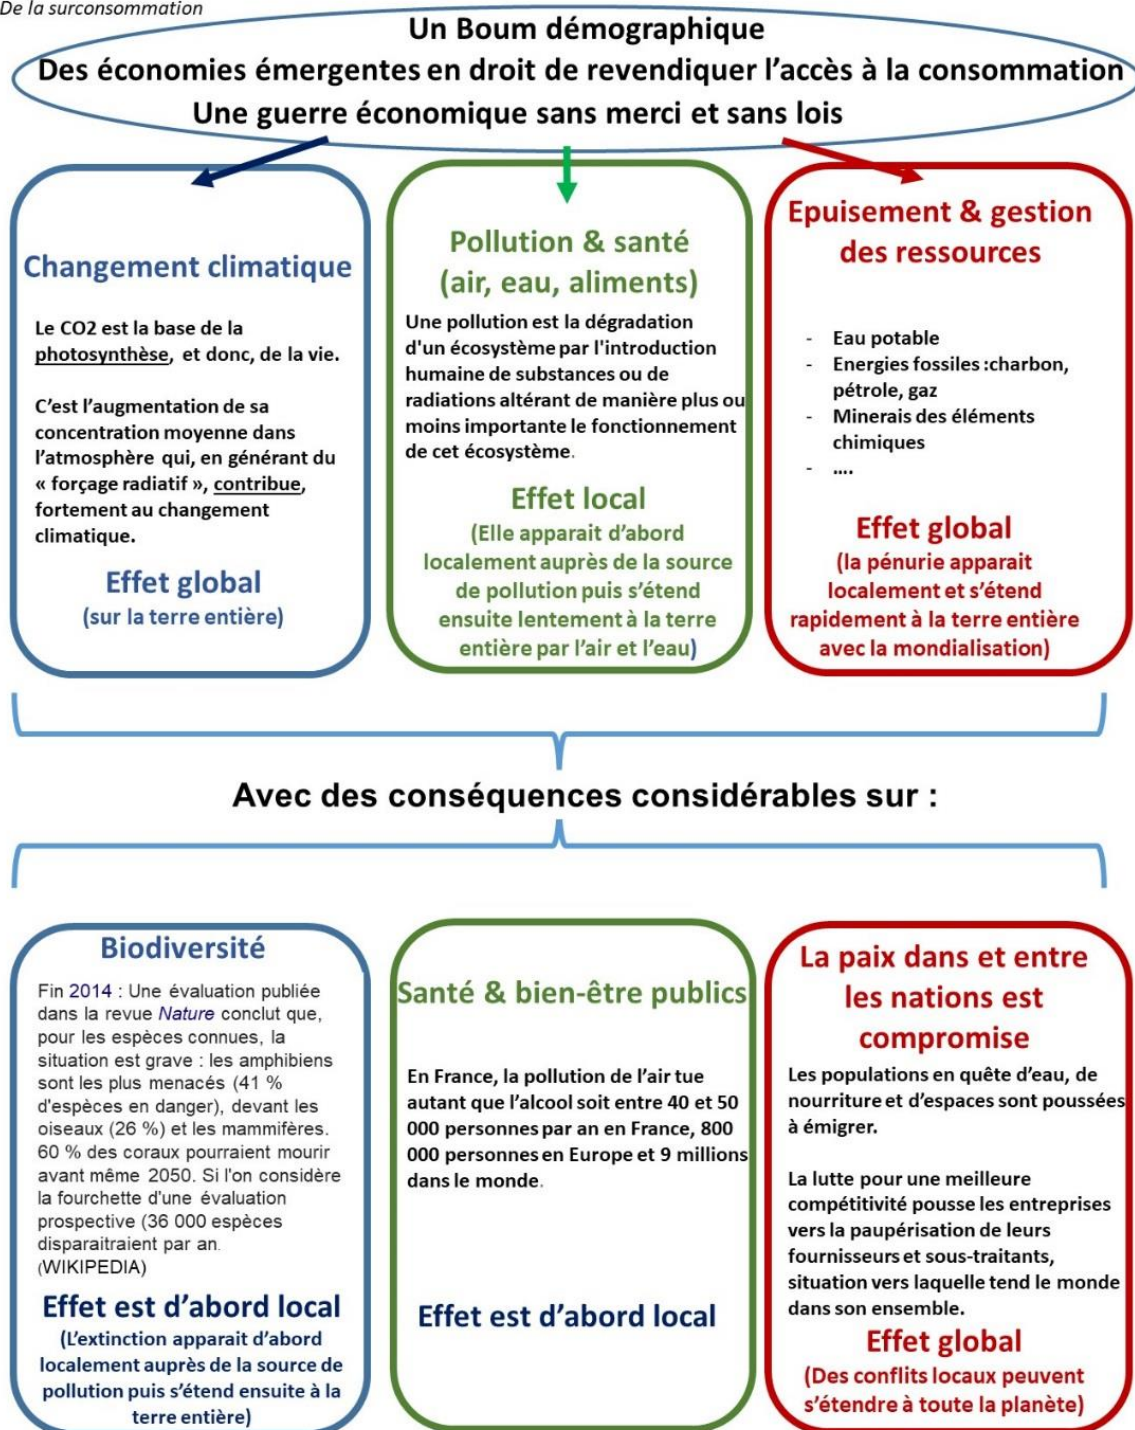 De la surconsommation
Un Boum démographique
Des économies émergentes en droit de revendiquer l'accès à la consommation
Une guerre économique sans merci et sans lois
Changement climatique
Le CO2 est la base de la
photosynthèse, et donc, de la vie.
C'est l'augmentation de sa
concentration moyenne dans
l'atmosphère qui, en générant du
« forçage radiatif », contribue,
fortement au changement
climatique.
Effet global
(sur la terre entière)
Pollution & santé
(air, eau, aliments)
Une pollution est la dégradation
d'un écosystème par l'introduction
humaine de substances ou de
radiations altérant de manière plus ou
moins importante le fonctionnement
de cet écosystème.
Effet local
(Elle apparait d'abord
localement auprès de la source
de pollution puis s'étend
ensuite lentement à la terre
entière par l'air et l'eau)
Epuisement & gestion
des ressources
- Eau potable
- Energies fossiles :charbon,
pétrole, gaz
- Minerais des éléments
chimiques
- ....
Effet global
(la pénurie apparait
localement et s'étend
rapidement à la terre entière
avec la mondialisation)
Avec des conséquences considérables sur :
Biodiversité
Fin 2014 : Une évaluation publiée
dans la revue Nature conclut que,
pour les espèces connues, la
situation est grave : les amphibiens
sont les plus menacés (41 %
d'espèces en danger), devant les
oiseaux (26 %) et les mammifères.
60 % des coraux pourraient mourir
avant même 2050. Si l'on considère
la fourchette d'une évaluation
prospective (36 000 espèces
disparaitraient par an.
(WIKIPEDIA)
Effet est d'abord local
(L'extinction apparait d'abord
localement auprès de la source de
pollution puis s'étend ensuite à la
terre entière)
Santé & bien-être publics
En France, la pollution de l'air tue
autant que l'alcool soit entre 40 et 50
000 personnes par an en France, 800
000 personnes en Europe et 9 millions
dans le monde.
Effet est d'abord local
La paix dans et entre
les nations est
compromise
Les populations en quête d'eau, de
nourriture et d'espaces sont poussées
à émigrer.
La lutte pour une meilleure
compétitivité pousse les entreprises
vers la paupérisation de leurs
fournisseurs et sous-traitants,
situation vers laquelle tend le monde
dans son ensemble.
Effet global
(Des conflits locaux peuvent
s'étendre à toute la planète)